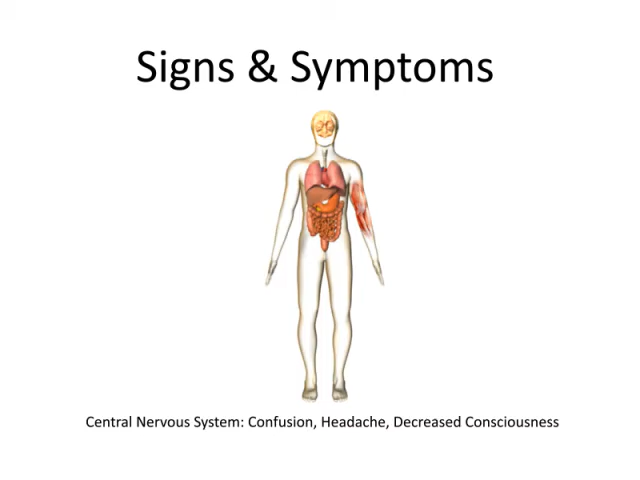 Signs & Symptoms
Central Nervous System: Confusion, Headache, Decreased Consciousness